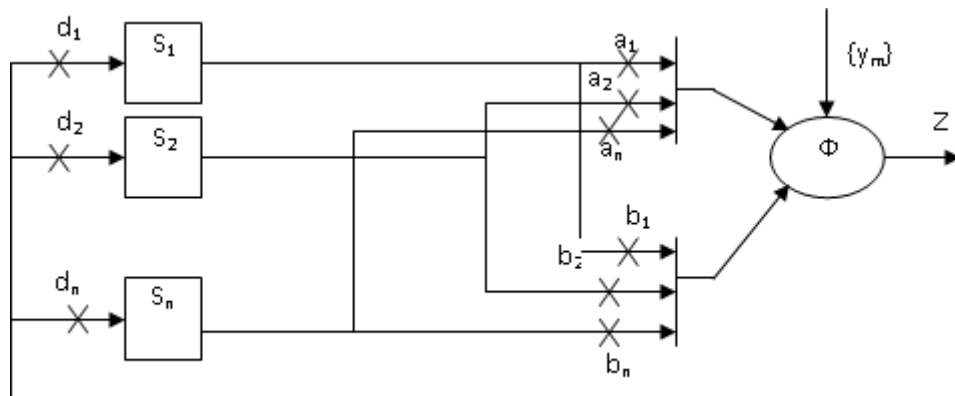 d₁
S₁
a₁
{yₘ}
a₂
d₂
S₂
aₙ
Φ
Z
b₁
b₂
dₙ
Sₙ
bₙ